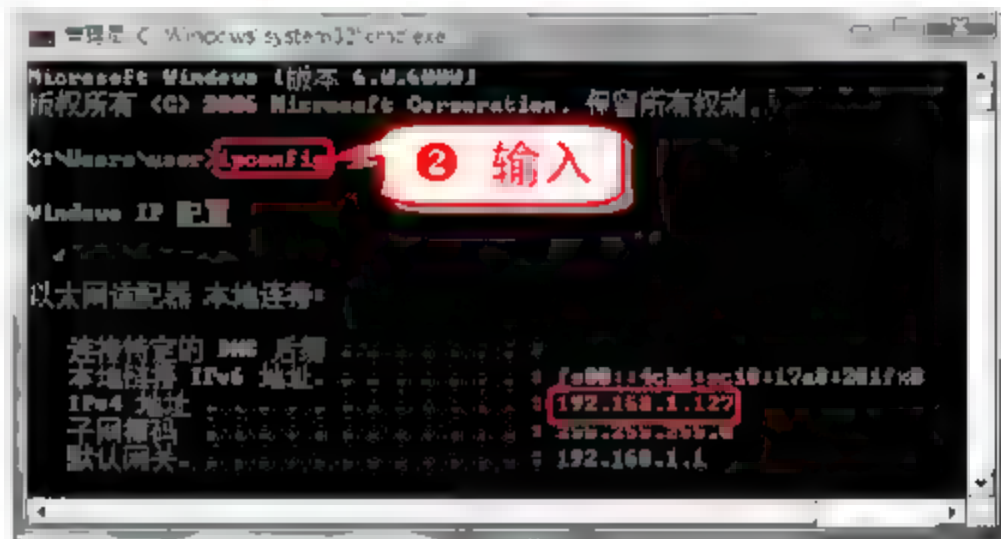 管理员 C:\Windows\system32\cmd.exe
Microsoft Windows [版本 6.0.6000]
版权所有 (C) 2006 Microsoft Corporation. 保留所有权利。
C:\Users\user>ipconfig
❷ 输入
Windows IP 配置
以太网适配器 本地连接:
连接特定的 DNS 后缀 . . . . . . . :
本地链接 IPv6 地址. . . . . . . . :
IPv4 地址 . . . . . . . . . . . . : 192.168.1.127
子网掩码 . . . . . . . . . . . . : 255.255.255.0
默认网关. . . . . . . . . . . . . : 192.168.1.1